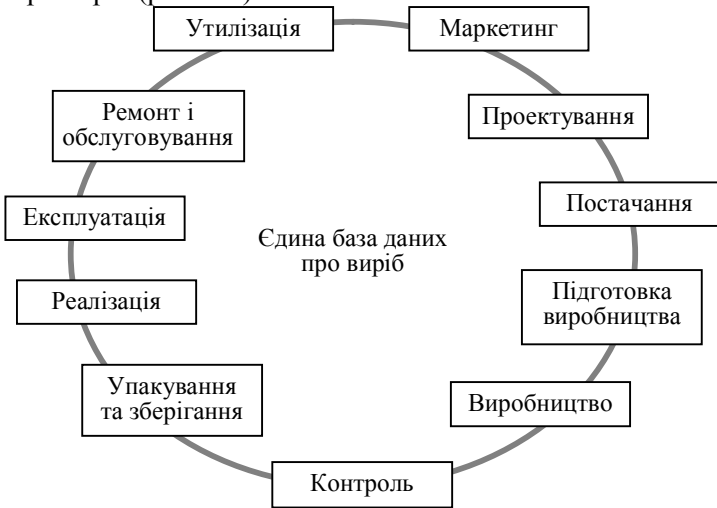 Утилізація
Маркетинг
Ремонт і
обслуговування
Проектування
Експлуатація
Постачання
Єдина база даних
про виріб
Реалізація
Підготовка
виробництва
Упакування
та зберігання
Виробництво
Контроль